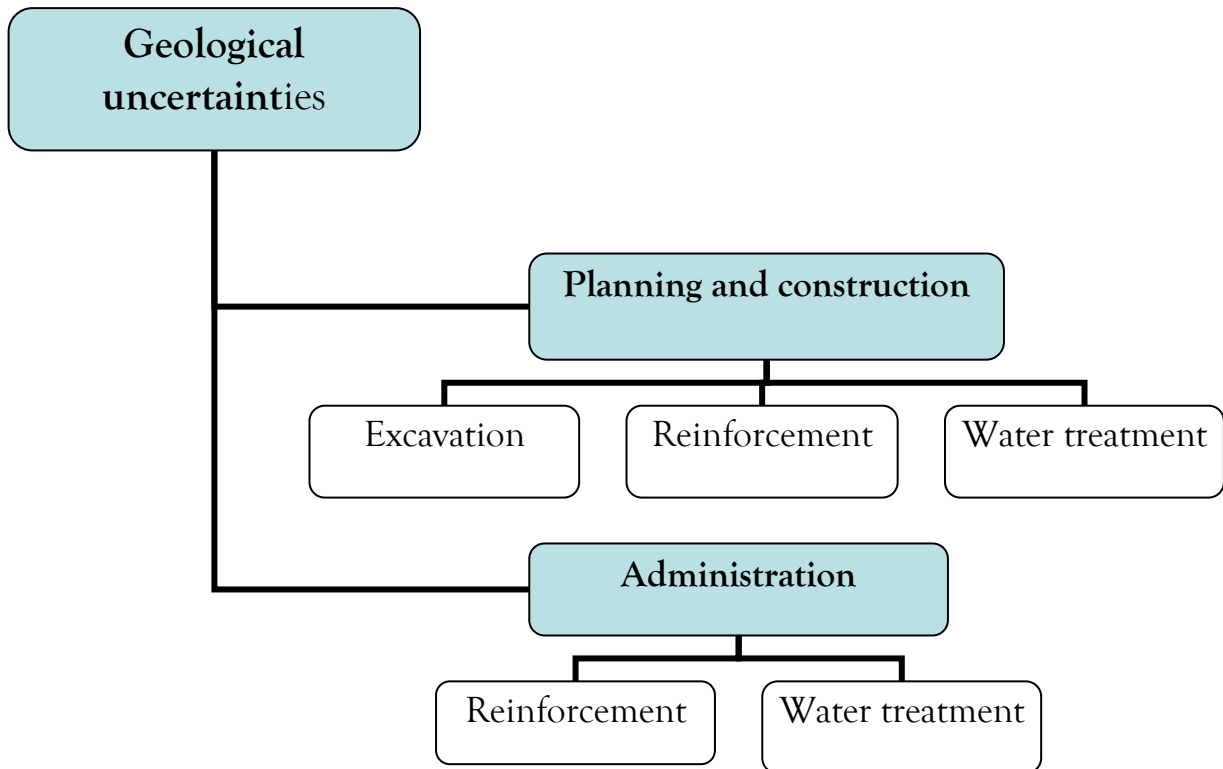 Geological
uncertainties
Planning and construction
Excavation
Reinforcement
Water treatment
Administration
Reinforcement
Water treatment